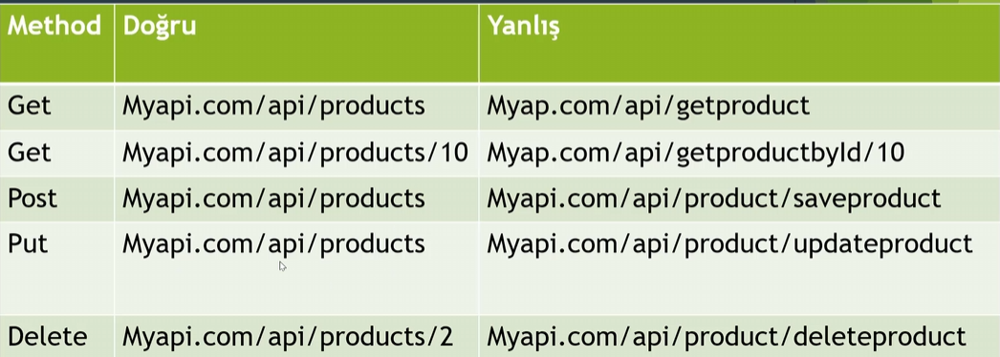 Method Doğru Yanlış
Get Myapi.com/api/products Myap.com/api/getproduct
Get Myapi.com/api/products/10 Myap.com/api/getproductbyId/10
Post Myapi.com/api/products Myapi.com/api/product/saveproduct
Put Myapi.com/api/products Myapi.com/api/product/updateproduct
Delete Myapi.com/api/products/2 Myapi.com/api/product/deleteproduct